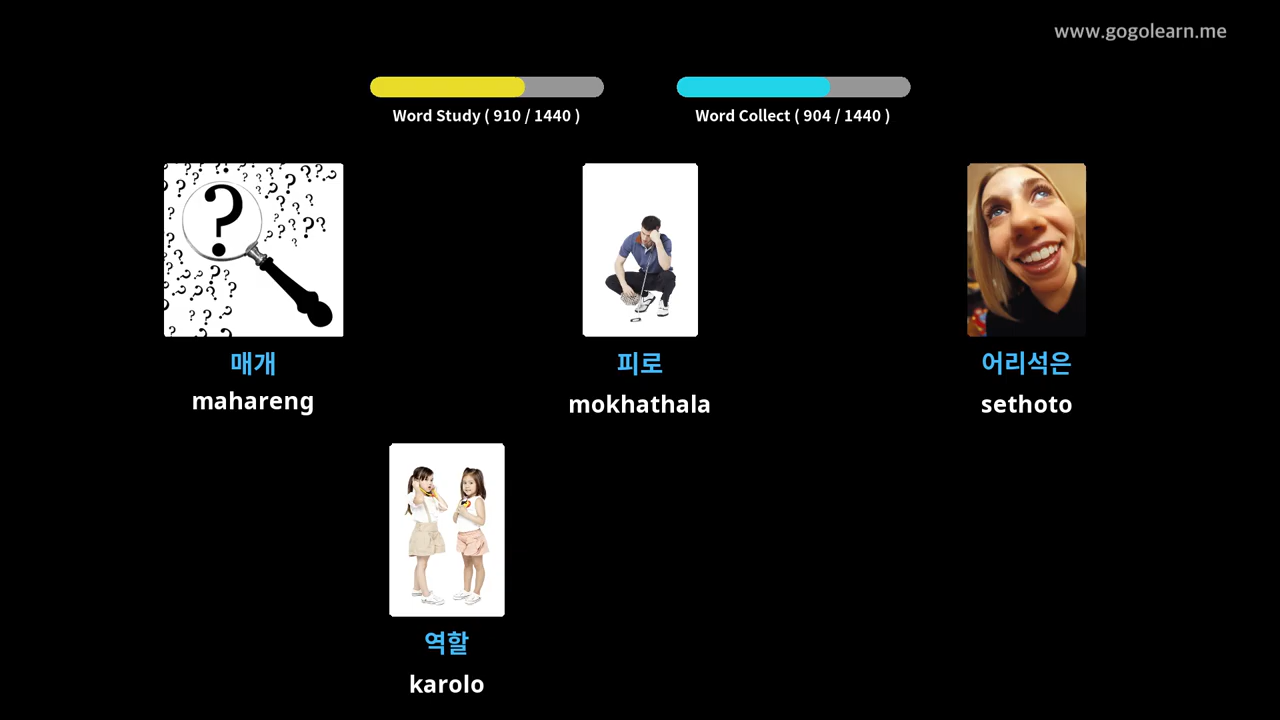 www.gogolearn.me
Word Study ( 910 / 1440 )
Word Collect ( 904 / 1440 )
매개
mahareng
피로
mokhathala
어리석은
sethoto
역할
karolo